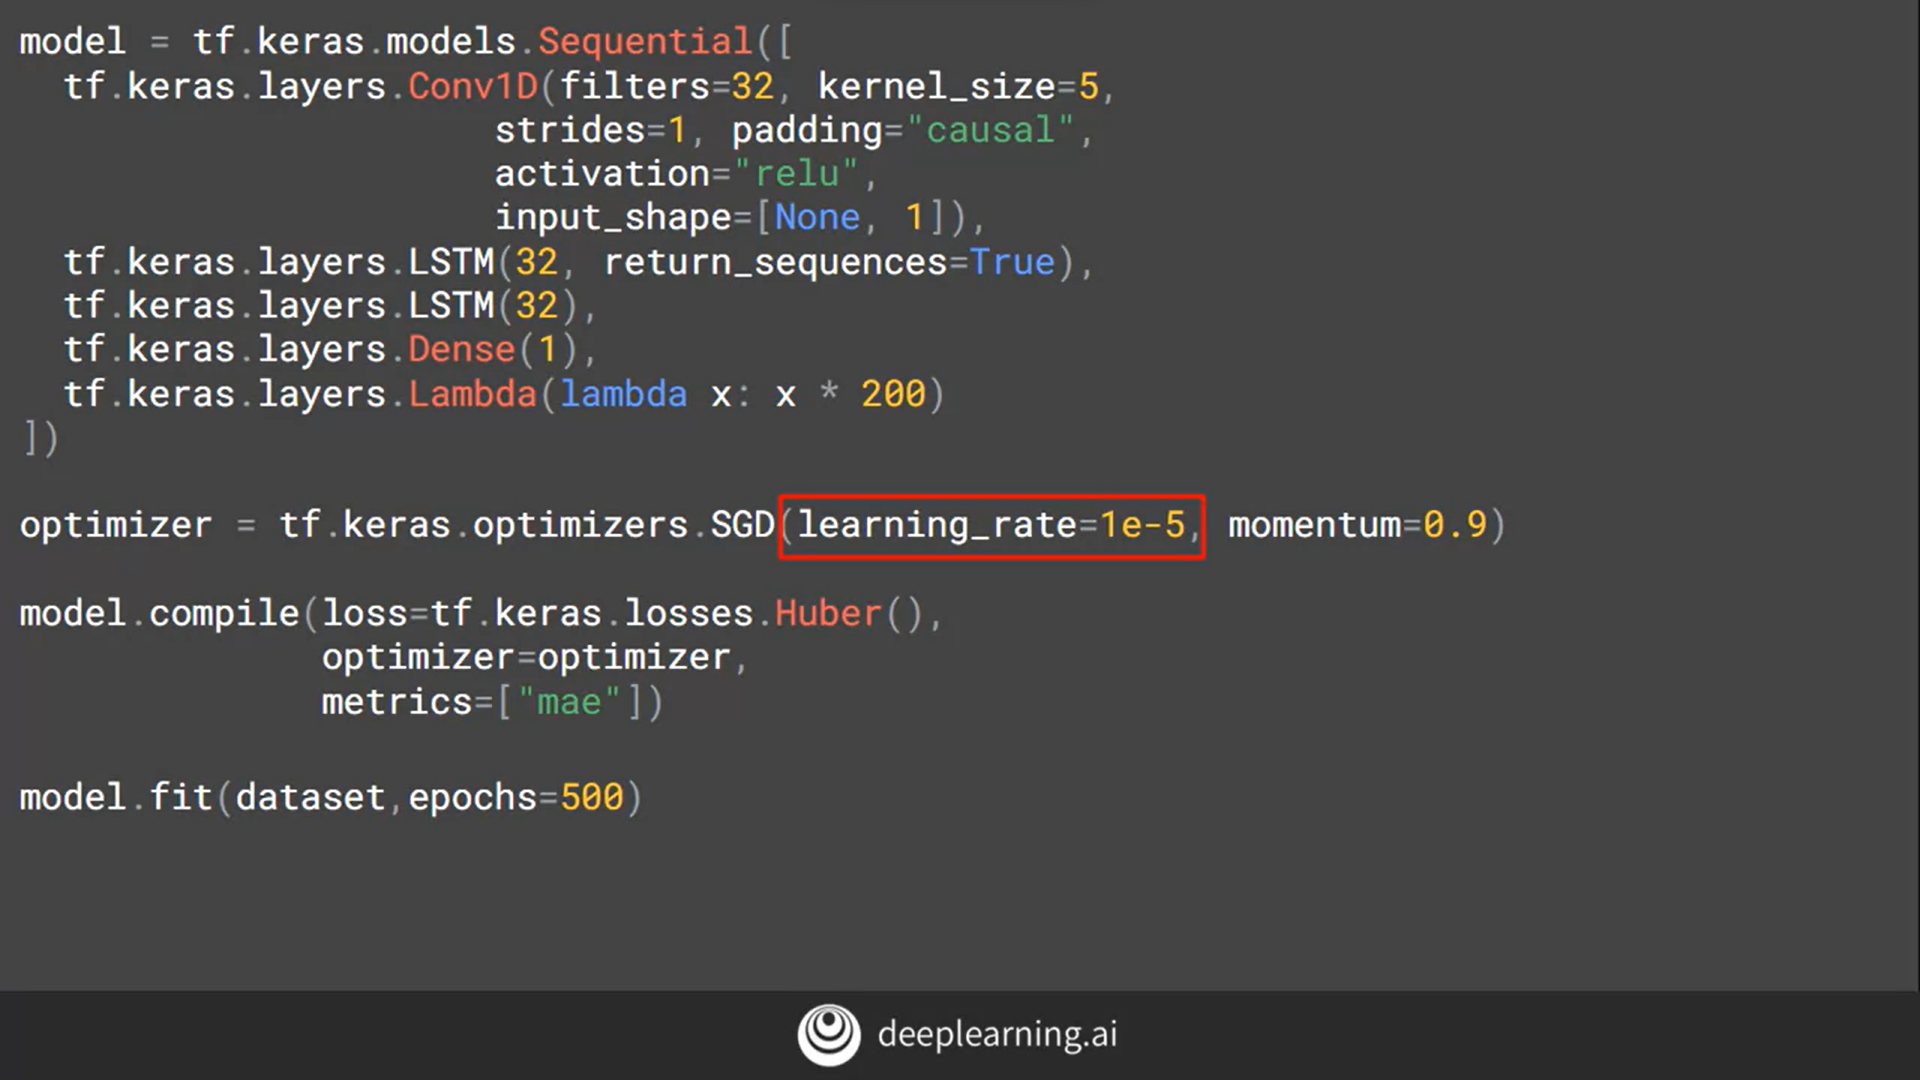 model = tf.keras.models.Sequential([
  tf.keras.layers.Conv1D(filters=32, kernel_size=5,
                      strides=1, padding="causal",
                      activation="relu",
                      input_shape=[None, 1]),
  tf.keras.layers.LSTM(32, return_sequences=True),
  tf.keras.layers.LSTM(32),
  tf.keras.layers.Dense(1),
  tf.keras.layers.Lambda(lambda x: x * 200)
])
optimizer = tf.keras.optimizers.SGD(learning_rate=1e-5, momentum=0.9)
model.compile(loss=tf.keras.losses.Huber(),
              optimizer=optimizer,
              metrics=["mae"])
model.fit(dataset,epochs=500)
deeplearning.ai